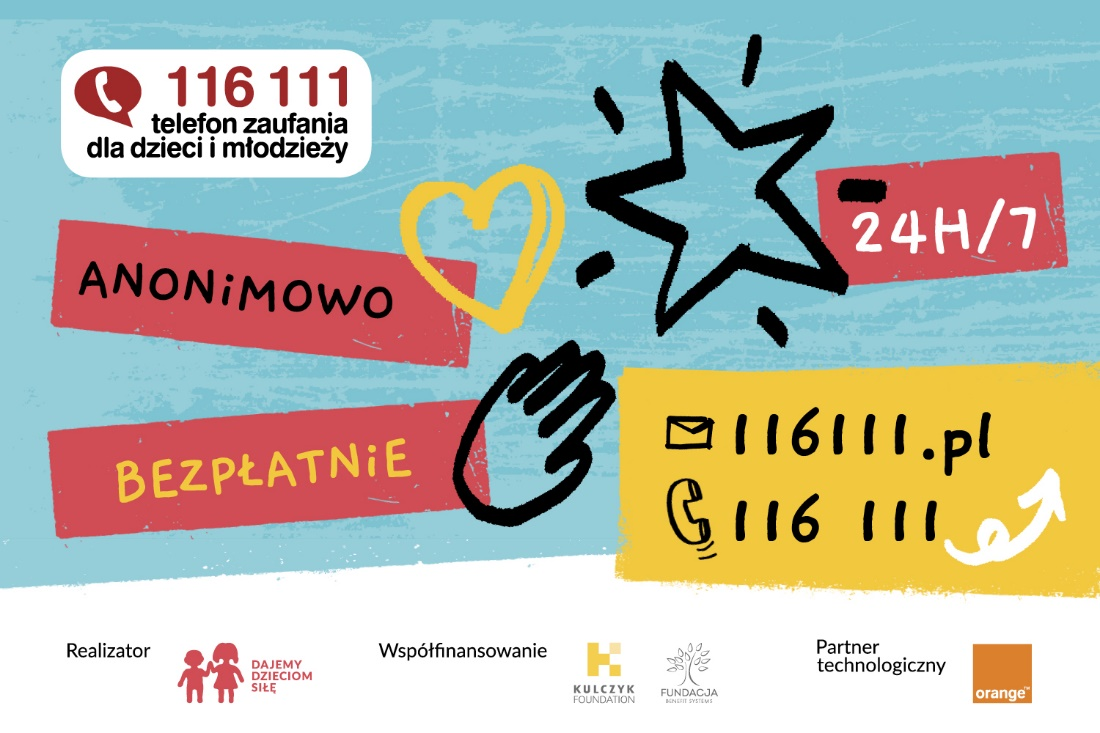 116 111
telefon zaufania
dla dzieci i młodzieży
24H/7
ANONiMOWO
BEZPŁATNiE
116111.pl
116 111
Realizator
DAJEMY
DZIECIOM
SIŁĘ
Współfinansowanie
KULCZYK
FOUNDATION
FUNDACJA
BENEFIT SYSTEMS
Partner
technologiczny
orange™